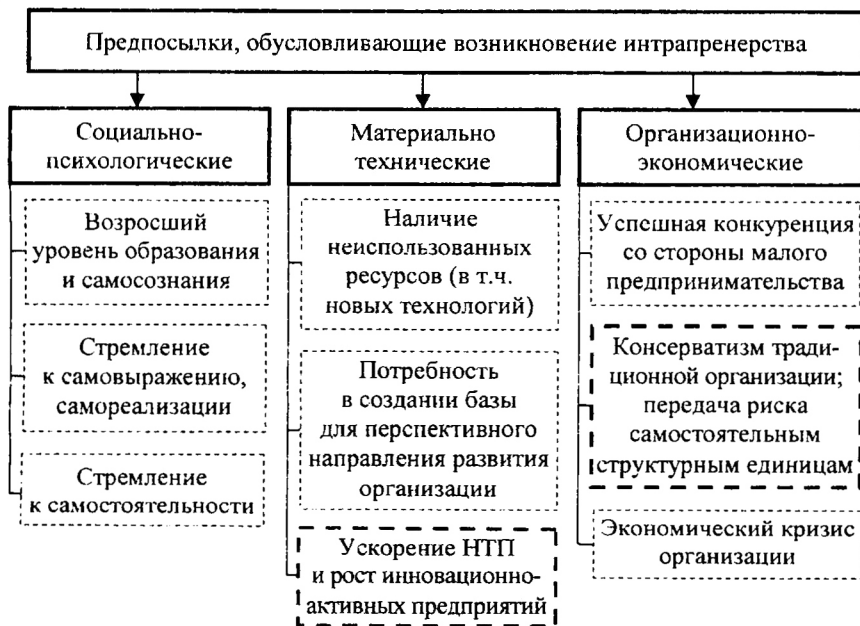 Предпосылки, обусловливающие возникновение интрапренерства
Социально-
психологические
Возросший
уровень образования
и самосознания
Стремление
к самовыражению,
самореализации
Стремление
к самостоятельности
Материально
технические
Наличие
неиспользованных
ресурсов (в т.ч.
новых технологий)
Потребность
в создании базы
для перспективного
направления развития
организации
Ускорение НТП
и рост инновационно-
активных предприятий
Организационно-
экономические
Успешная конкуренция
со стороны малого
предпринимательства
Консерватизм тради-
ционной организации;
передача риска
самостоятельным
структурным единицам
Экономический кризис
организации